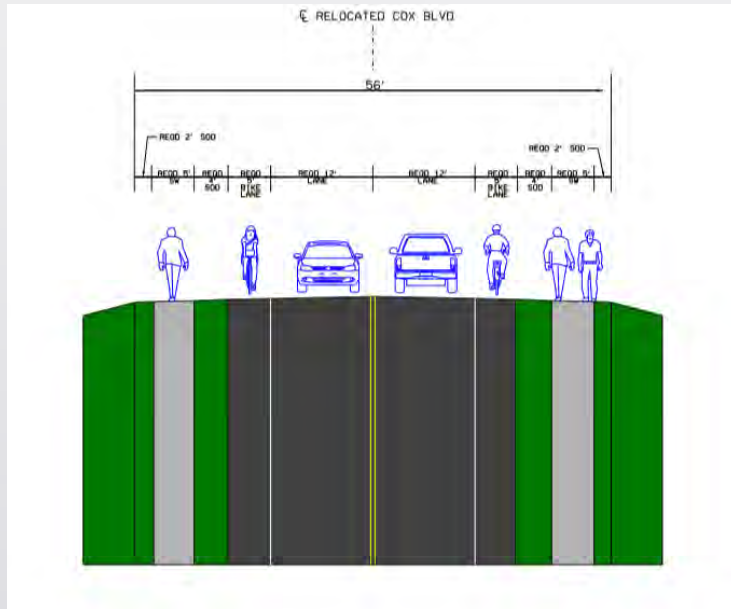 ℄ RELOCATED COX BLVD
56'
REQD 2' SOD
REQD 2' SOD
REQD 5'
SW
REQD
4'
SOD
REQD
5'
BIKE
LANE
REQD 12'
LANE
REQD 12'
LANE
REQD
5'
BIKE
LANE
REQD
4'
SOD
REQD 5'
SW